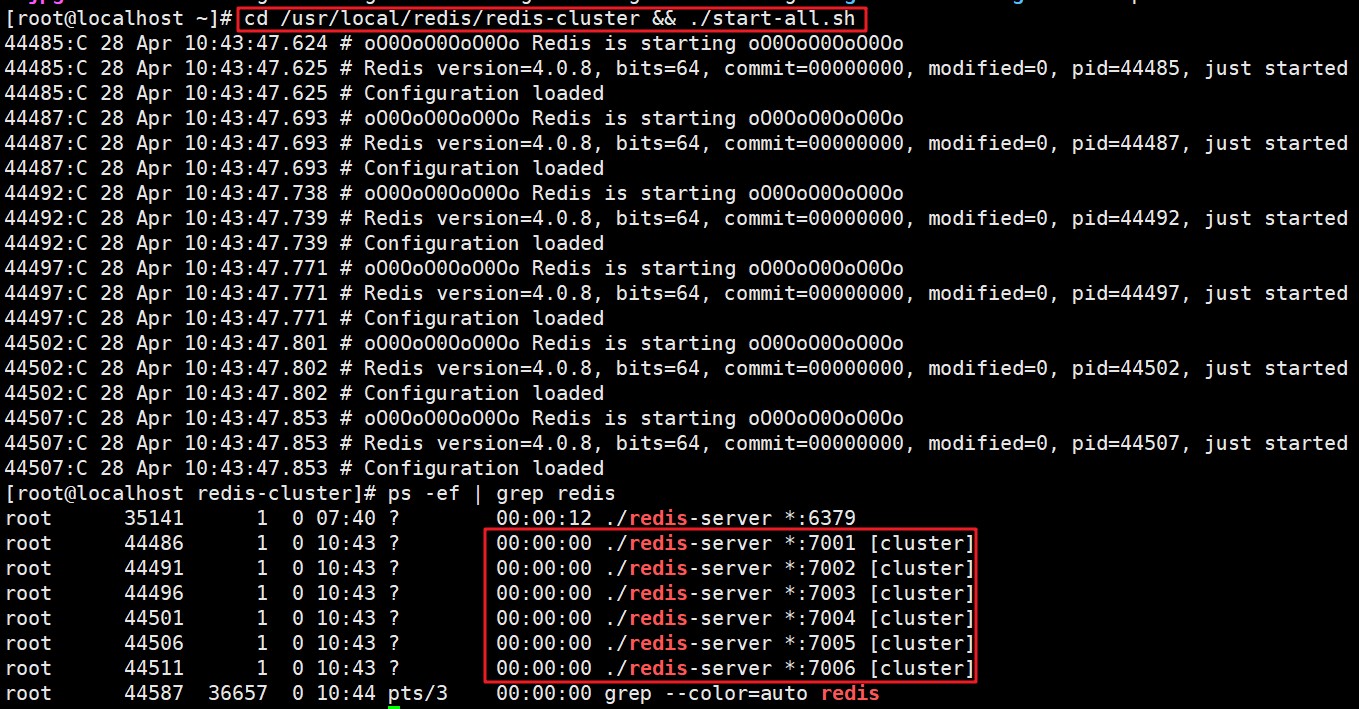 [root@localhost ~]# cd /usr/local/redis/redis-cluster && ./start-all.sh
44485:C 28 Apr 10:43:47.624 # oO0OoO0OoO0Oo Redis is starting oO0OoO0OoO0Oo
44485:C 28 Apr 10:43:47.625 # Redis version=4.0.8, bits=64, commit=00000000, modified=0, pid=44485, just started
44485:C 28 Apr 10:43:47.625 # Configuration loaded
44487:C 28 Apr 10:43:47.693 # oO0OoO0OoO0Oo Redis is starting oO0OoO0OoO0Oo
44487:C 28 Apr 10:43:47.693 # Redis version=4.0.8, bits=64, commit=00000000, modified=0, pid=44487, just started
44487:C 28 Apr 10:43:47.693 # Configuration loaded
44492:C 28 Apr 10:43:47.738 # oO0OoO0OoO0Oo Redis is starting oO0OoO0OoO0Oo
44492:C 28 Apr 10:43:47.739 # Redis version=4.0.8, bits=64, commit=00000000, modified=0, pid=44492, just started
44492:C 28 Apr 10:43:47.739 # Configuration loaded
44497:C 28 Apr 10:43:47.771 # oO0OoO0OoO0Oo Redis is starting oO0OoO0OoO0Oo
44497:C 28 Apr 10:43:47.771 # Redis version=4.0.8, bits=64, commit=00000000, modified=0, pid=44497, just started
44497:C 28 Apr 10:43:47.771 # Configuration loaded
44502:C 28 Apr 10:43:47.801 # oO0OoO0OoO0Oo Redis is starting oO0OoO0OoO0Oo
44502:C 28 Apr 10:43:47.802 # Redis version=4.0.8, bits=64, commit=00000000, modified=0, pid=44502, just started
44502:C 28 Apr 10:43:47.802 # Configuration loaded
44507:C 28 Apr 10:43:47.853 # oO0OoO0OoO0Oo Redis is starting oO0OoO0OoO0Oo
44507:C 28 Apr 10:43:47.853 # Redis version=4.0.8, bits=64, commit=00000000, modified=0, pid=44507, just started
44507:C 28 Apr 10:43:47.853 # Configuration loaded
[root@localhost redis-cluster]# ps -ef | grep redis
root      35141      1  0 07:40 ?        00:00:12 ./redis-server *:6379
root      44486      1  0 10:43 ?        00:00:00 ./redis-server *:7001 [cluster]
root      44491      1  0 10:43 ?        00:00:00 ./redis-server *:7002 [cluster]
root      44496      1  0 10:43 ?        00:00:00 ./redis-server *:7003 [cluster]
root      44501      1  0 10:43 ?        00:00:00 ./redis-server *:7004 [cluster]
root      44506      1  0 10:43 ?        00:00:00 ./redis-server *:7005 [cluster]
root      44511      1  0 10:43 ?        00:00:00 ./redis-server *:7006 [cluster]
root      44587  36657  0 10:44 pts/3    00:00:00 grep --color=auto redis